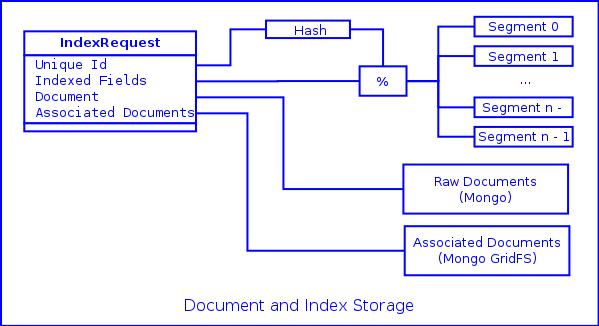 IndexRequest
Unique Id
Indexed Fields
Document
Associated Documents
Hash
%
Segment 0
Segment 1
...
Segment n -
Segment n - 1
Raw Documents
(Mongo)
Associated Documents
(Mongo GridFS)
Document and Index Storage